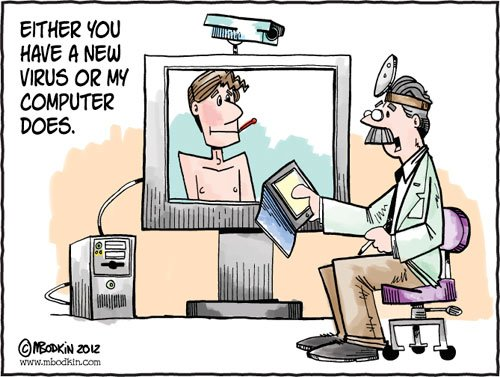 EITHER YOU
HAVE A NEW
VIRUS OR MY
COMPUTER
DOES.
©MBODKIN 2012
www.mbodkin.com